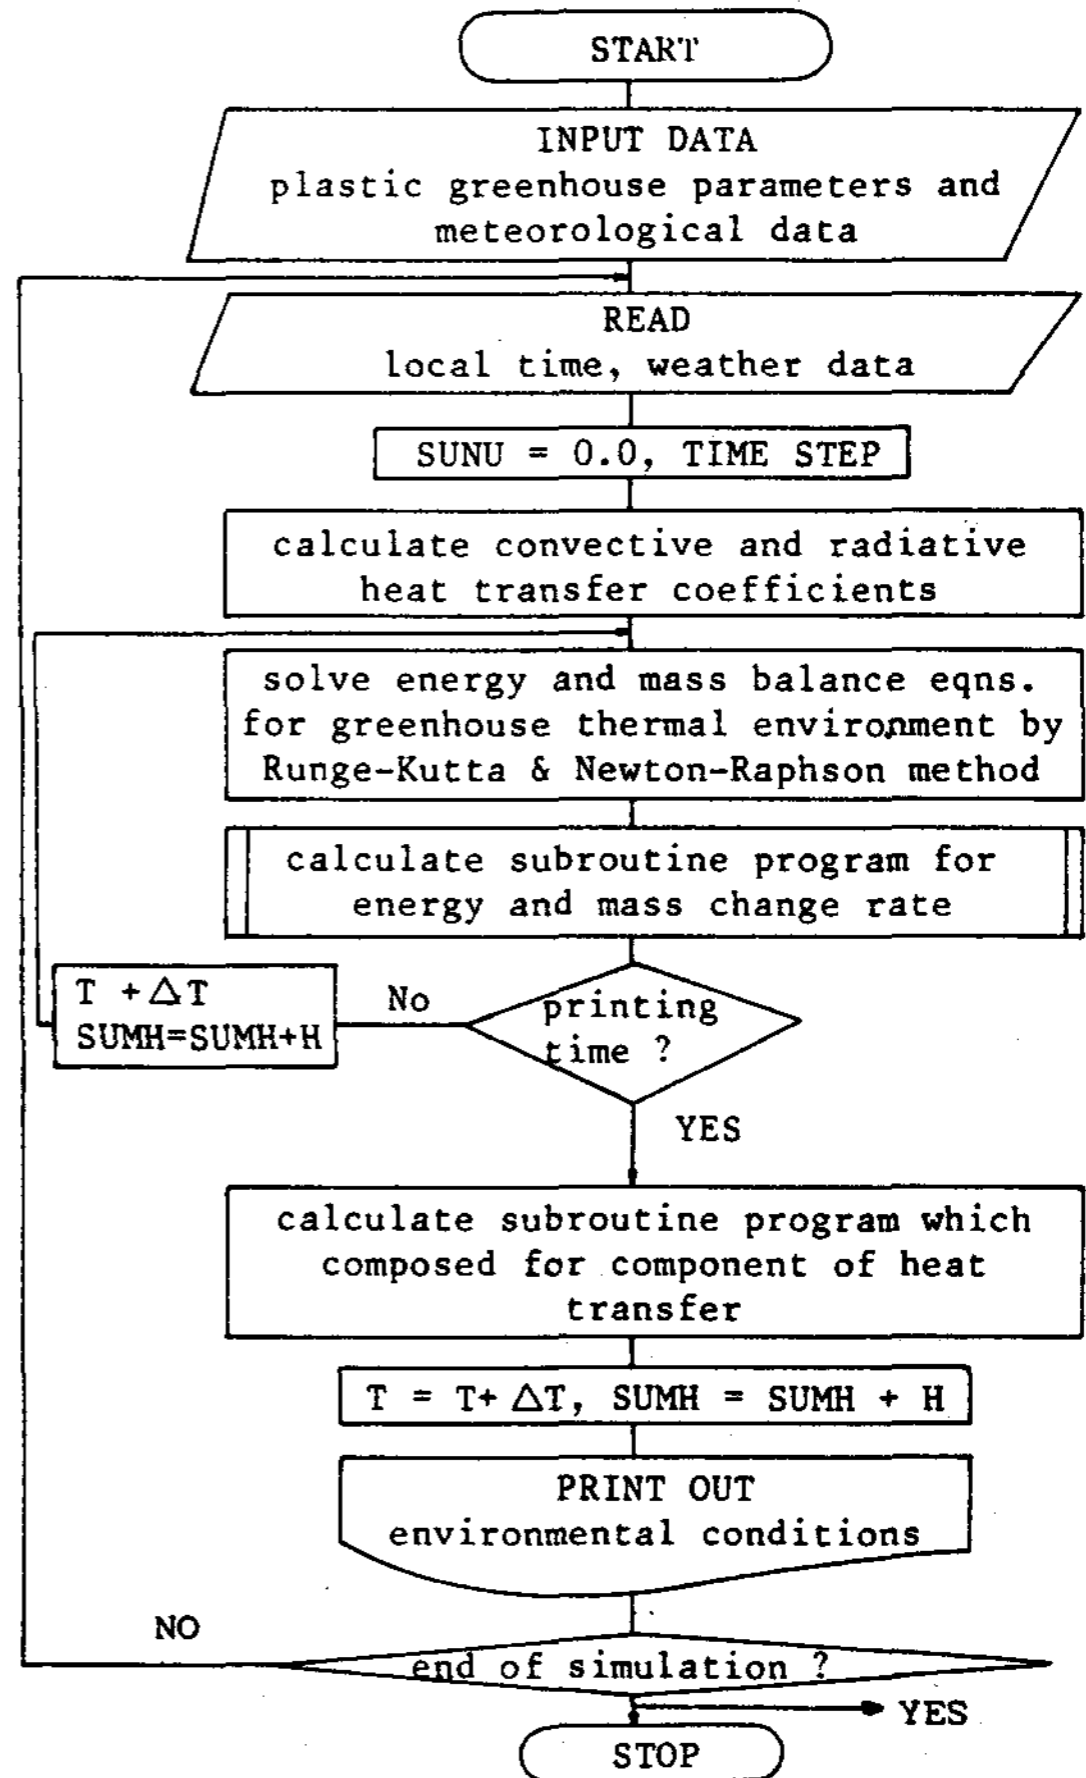 START
INPUT DATA
plastic greenhouse parameters and
meteorological data
READ
local time, weather data
SUNU = 0.0, TIME STEP
calculate convective and radiative
heat transfer coefficients
solve energy and mass balance eqns.
for greenhouse thermal environment by
Runge-Kutta & Newton-Raphson method
calculate subroutine program for
energy and mass change rate
T +△T
SUMH=SUMH+H
No
printing
time ?
YES
calculate subroutine program which
composed for component of heat
transfer
T = T+ △T, SUMH = SUMH + H
PRINT OUT
environmental conditions
NO
end of simulation ?
YES
STOP